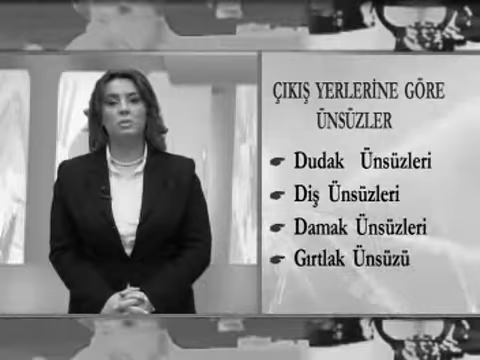 ÇIKIŞ YERLERİNE GÖRE
ÜNSÜZLER
Dudak Ünsüzleri
Diş Ünsüzleri
Damak Ünsüzleri
Gırtlak Ünsüzü